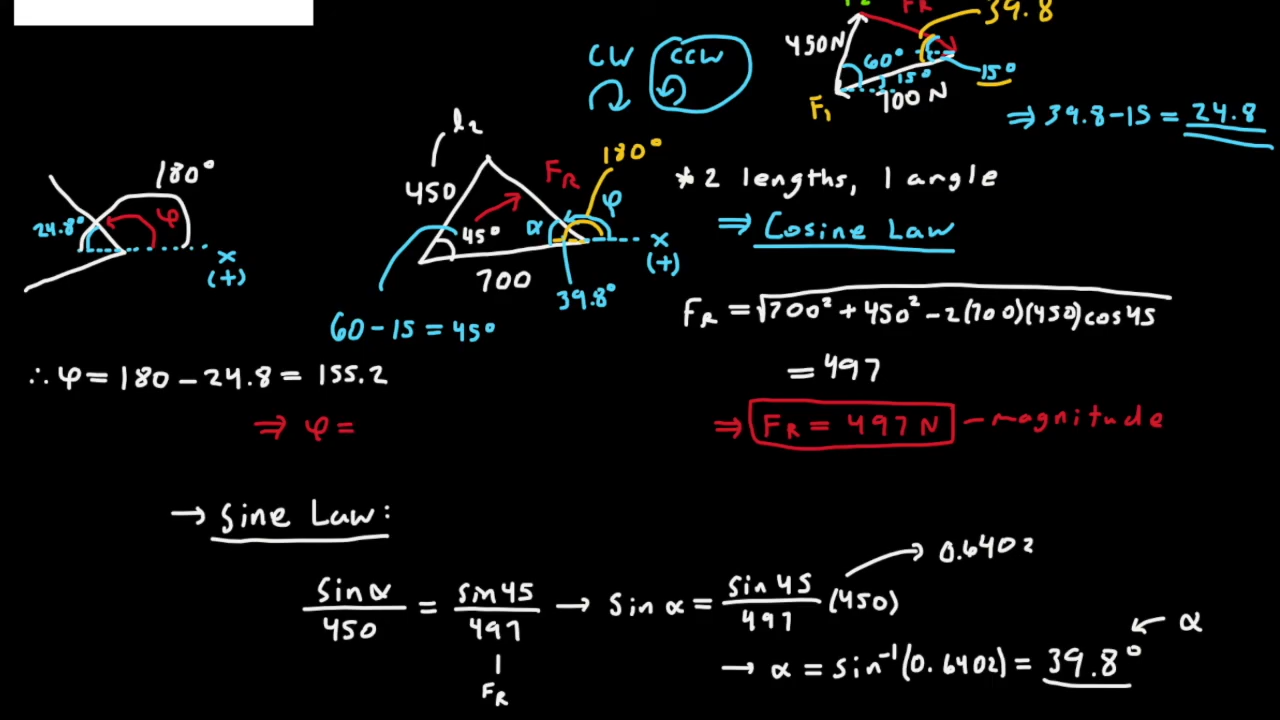 39.8
FR
450N
60°
15°
15°
F₁
700 N
⇒ 39.8 - 15 = 24.8
CW
CCW
180°
24.8°
φ
x
(+)
l₂
450
FR
180°
φ
45°
α
x
(+)
700
39.8°
60 - 15 = 45°
* 2 lengths, 1 angle
⇒ Cosine Law
FR = √700² + 450² - 2(700)(450)cos45
= 497
⇒ FR = 497 N - magnitude
∴ φ = 180 - 24.8 = 155.2
⇒ φ =
→ Sine Law:
sinα/450 = sin45/497 → sin α = sin45/497 (450)
0.6402
FR
→ α = sin⁻¹(0.6402) = 39.8°
α